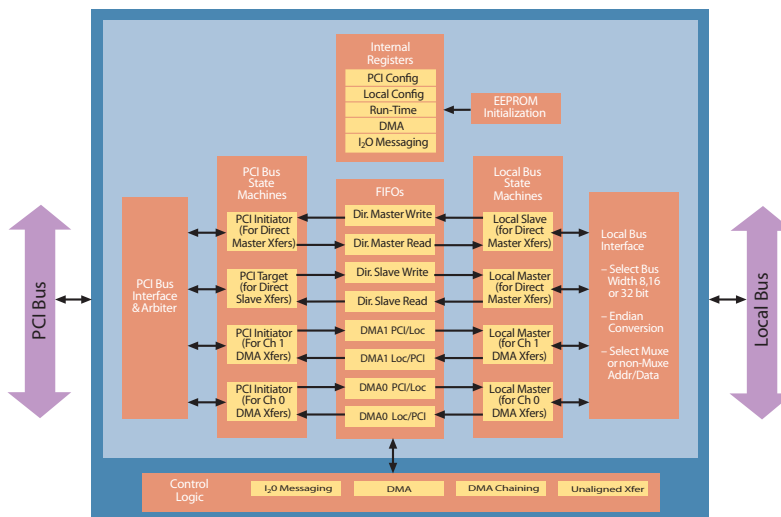 Internal
Registers
PCI Config
Local Config
Run-Time
DMA
I₂O Messaging
EEPROM
Initialization
PCI Bus
State
Machines
FIFOs
Local Bus
State
Machines
PCI Bus
PCI Bus
Interface
& Arbiter
PCI Initiator
(For Direct
Master Xfers)
PCI Target
(for Direct
Slave Xfers)
PCI Initiator
(For Ch 1
DMA Xfers)
PCI Initiator
(For Ch 0
DMA Xfers)
Dir. Master Write
Dir. Master Read
Dir. Slave Write
Dir. Slave Read
DMA1 PCI/Loc
DMA1 Loc/PCI
DMA0 PCI/Loc
DMA0 Loc/PCI
Local Slave
(for Direct
Master Xfers)
Local Master
(for Direct
Master Xfers)
Local Master
(for Ch 1
DMA Xfers)
Local Master
(for Ch 0
DMA Xfers)
Local Bus
Interface
– Select Bus
Width 8,16
or 32 bit
– Endian
Conversion
– Select Muxe
or non-Muxe
Addr/Data
Local Bus
Control
Logic
I₂0 Messaging
DMA
DMA Chaining
Unaligned Xfer